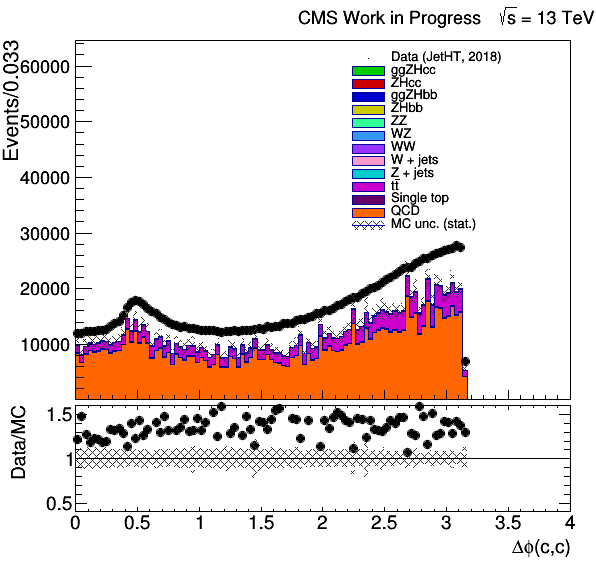 CMS Work in Progress √s = 13 TeV
Events/0.033
60000
50000
40000
30000
20000
10000
Data (JetHT, 2018)
ggZHcc
ZHcc
ggZHbb
ZHbb
ZZ
WZ
WW
W + jets
Z + jets
tt̄
Single top
QCD
MC unc. (stat.)
Data/MC
1.5
1
0.5
0 0.5 1 1.5 2 2.5 3 3.5 4
Δϕ(c,c)